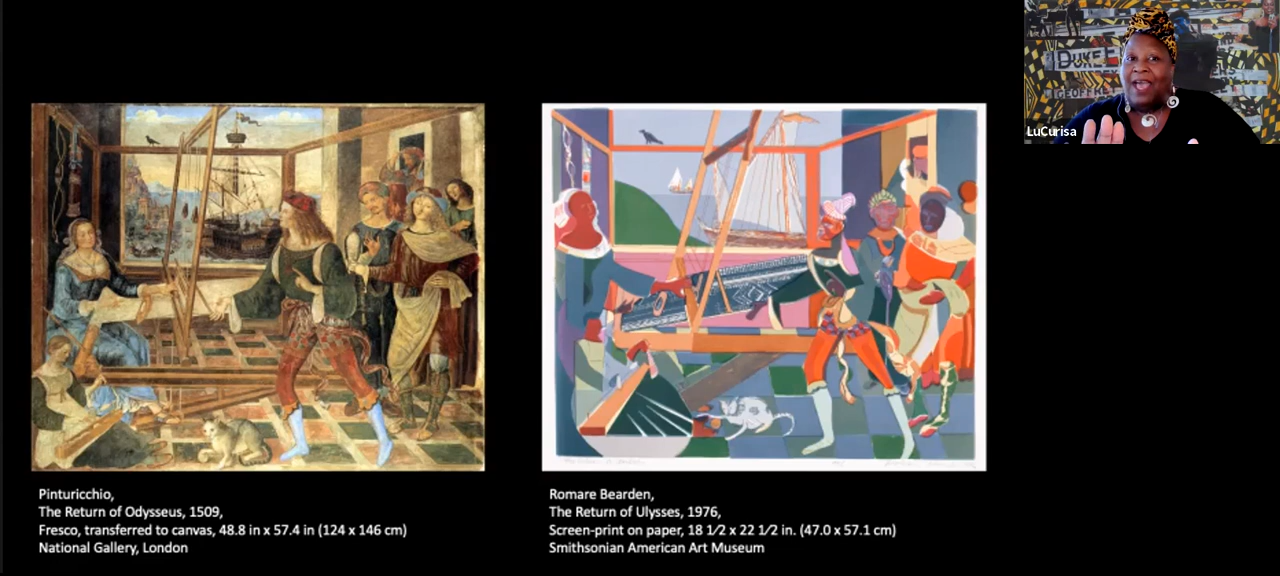 Pinturicchio,
The Return of Odysseus, 1509,
Fresco, transferred to canvas, 48.8 in x 57.4 in (124 x 146 cm)
National Gallery, London
Romare Bearden,
The Return of Ulysses, 1976,
Screen-print on paper, 18 1⁄2 x 22 1⁄2 in. (47.0 x 57.1 cm)
Smithsonian American Art Museum
DUKE
GEOFFRE
LuCurisa